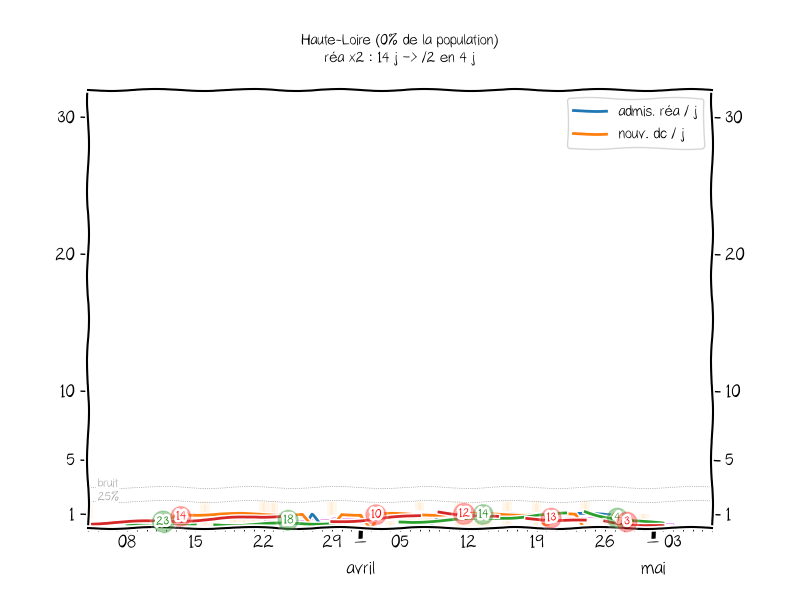 Haute-Loire (0% de la population)
réa x2 : 14 j -> /2 en 4 j
admis. réa / j
nouv. dc / j
30 30
20 20
10 10
5 5
bruit
25%
1 1
23 14 18 10 12 14 13 4 3
08 15 22 29 05 12 19 26 03
avril mai